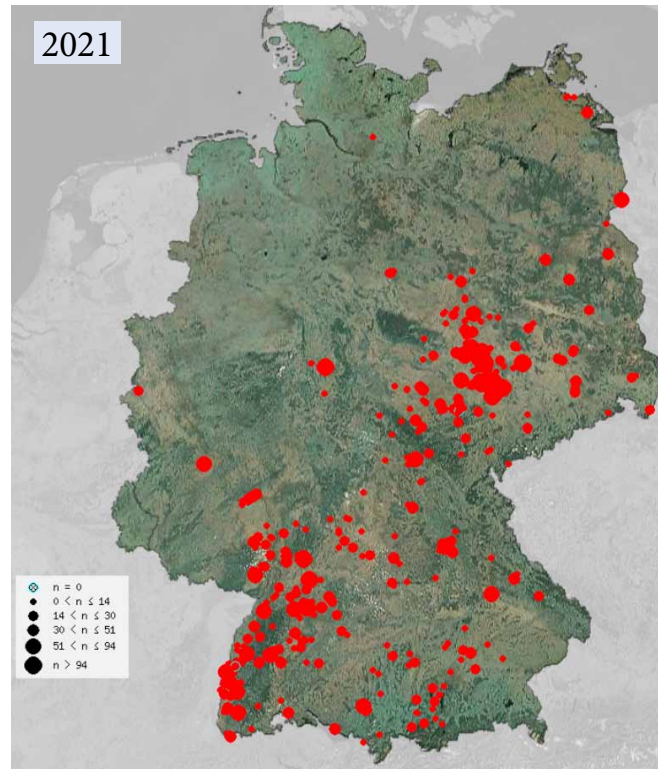 2021
n = 0
0 < n ≤ 14
14 < n ≤ 30
30 < n ≤ 51
51 < n ≤ 94
n > 94